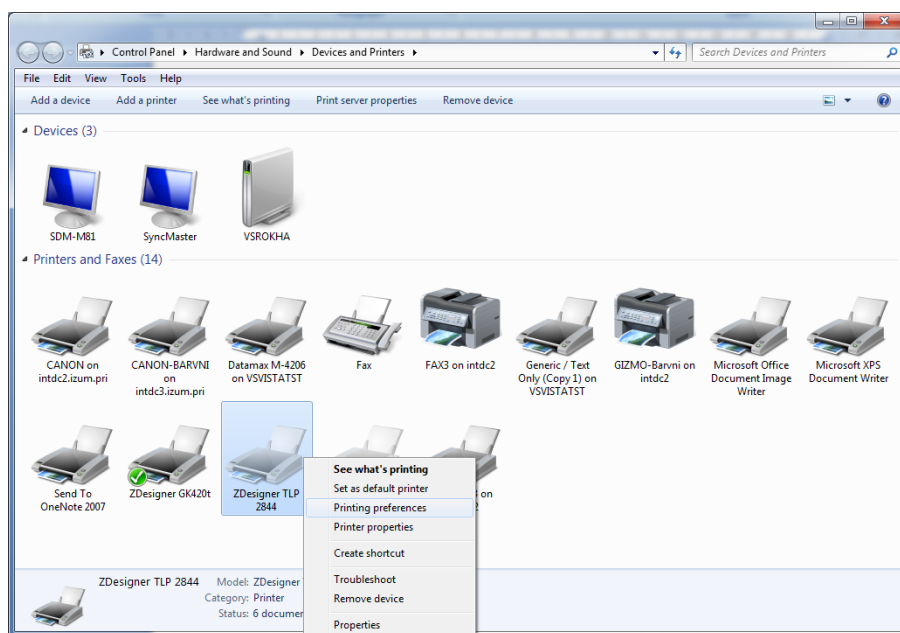 Control Panel Hardware and Sound Devices and Printers
Search Devices and Printers
File Edit View Tools Help
Add a device Add a printer See what's printing Print server properties Remove device
Devices (3)
SDM-M81 SyncMaster VSROKHA
Printers and Faxes (14)
CANON on
intdc2.izum.pri
CANON-BARVNI
on
intdc3.izum.pri
Datamax M-4206
on VSVISTATST
Fax
FAX3 on intdc2
Generic / Text
Only (Copy 1) on
VSVISTATST
GIZMO-Barvni on
intdc2
Microsoft Office
Document Image
Writer
Microsoft XPS
Document Writer
Send To
OneNote 2007
ZDesigner GK420t
ZDesigner TLP
2844
on
See what's printing
Set as default printer
Printing preferences
Printer properties
Create shortcut
Troubleshoot
Remove device
Properties
ZDesigner TLP 2844 Model: ZDesigner
Category: Printer
Status: 6